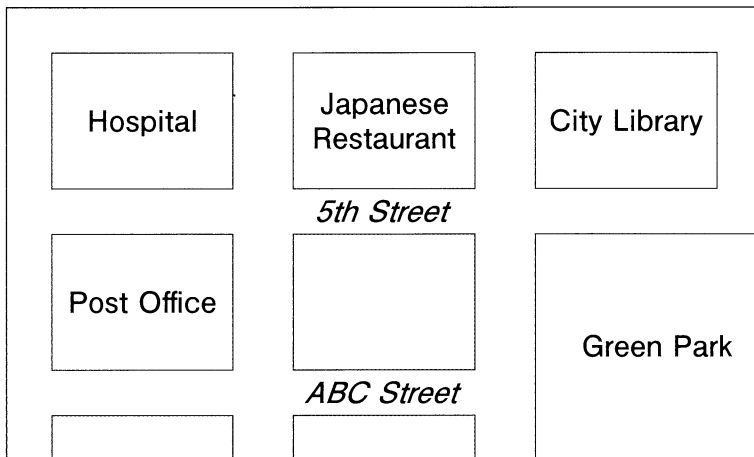 Hospital
Japanese
Restaurant
City Library
5th Street
Post Office
Green Park
ABC Street